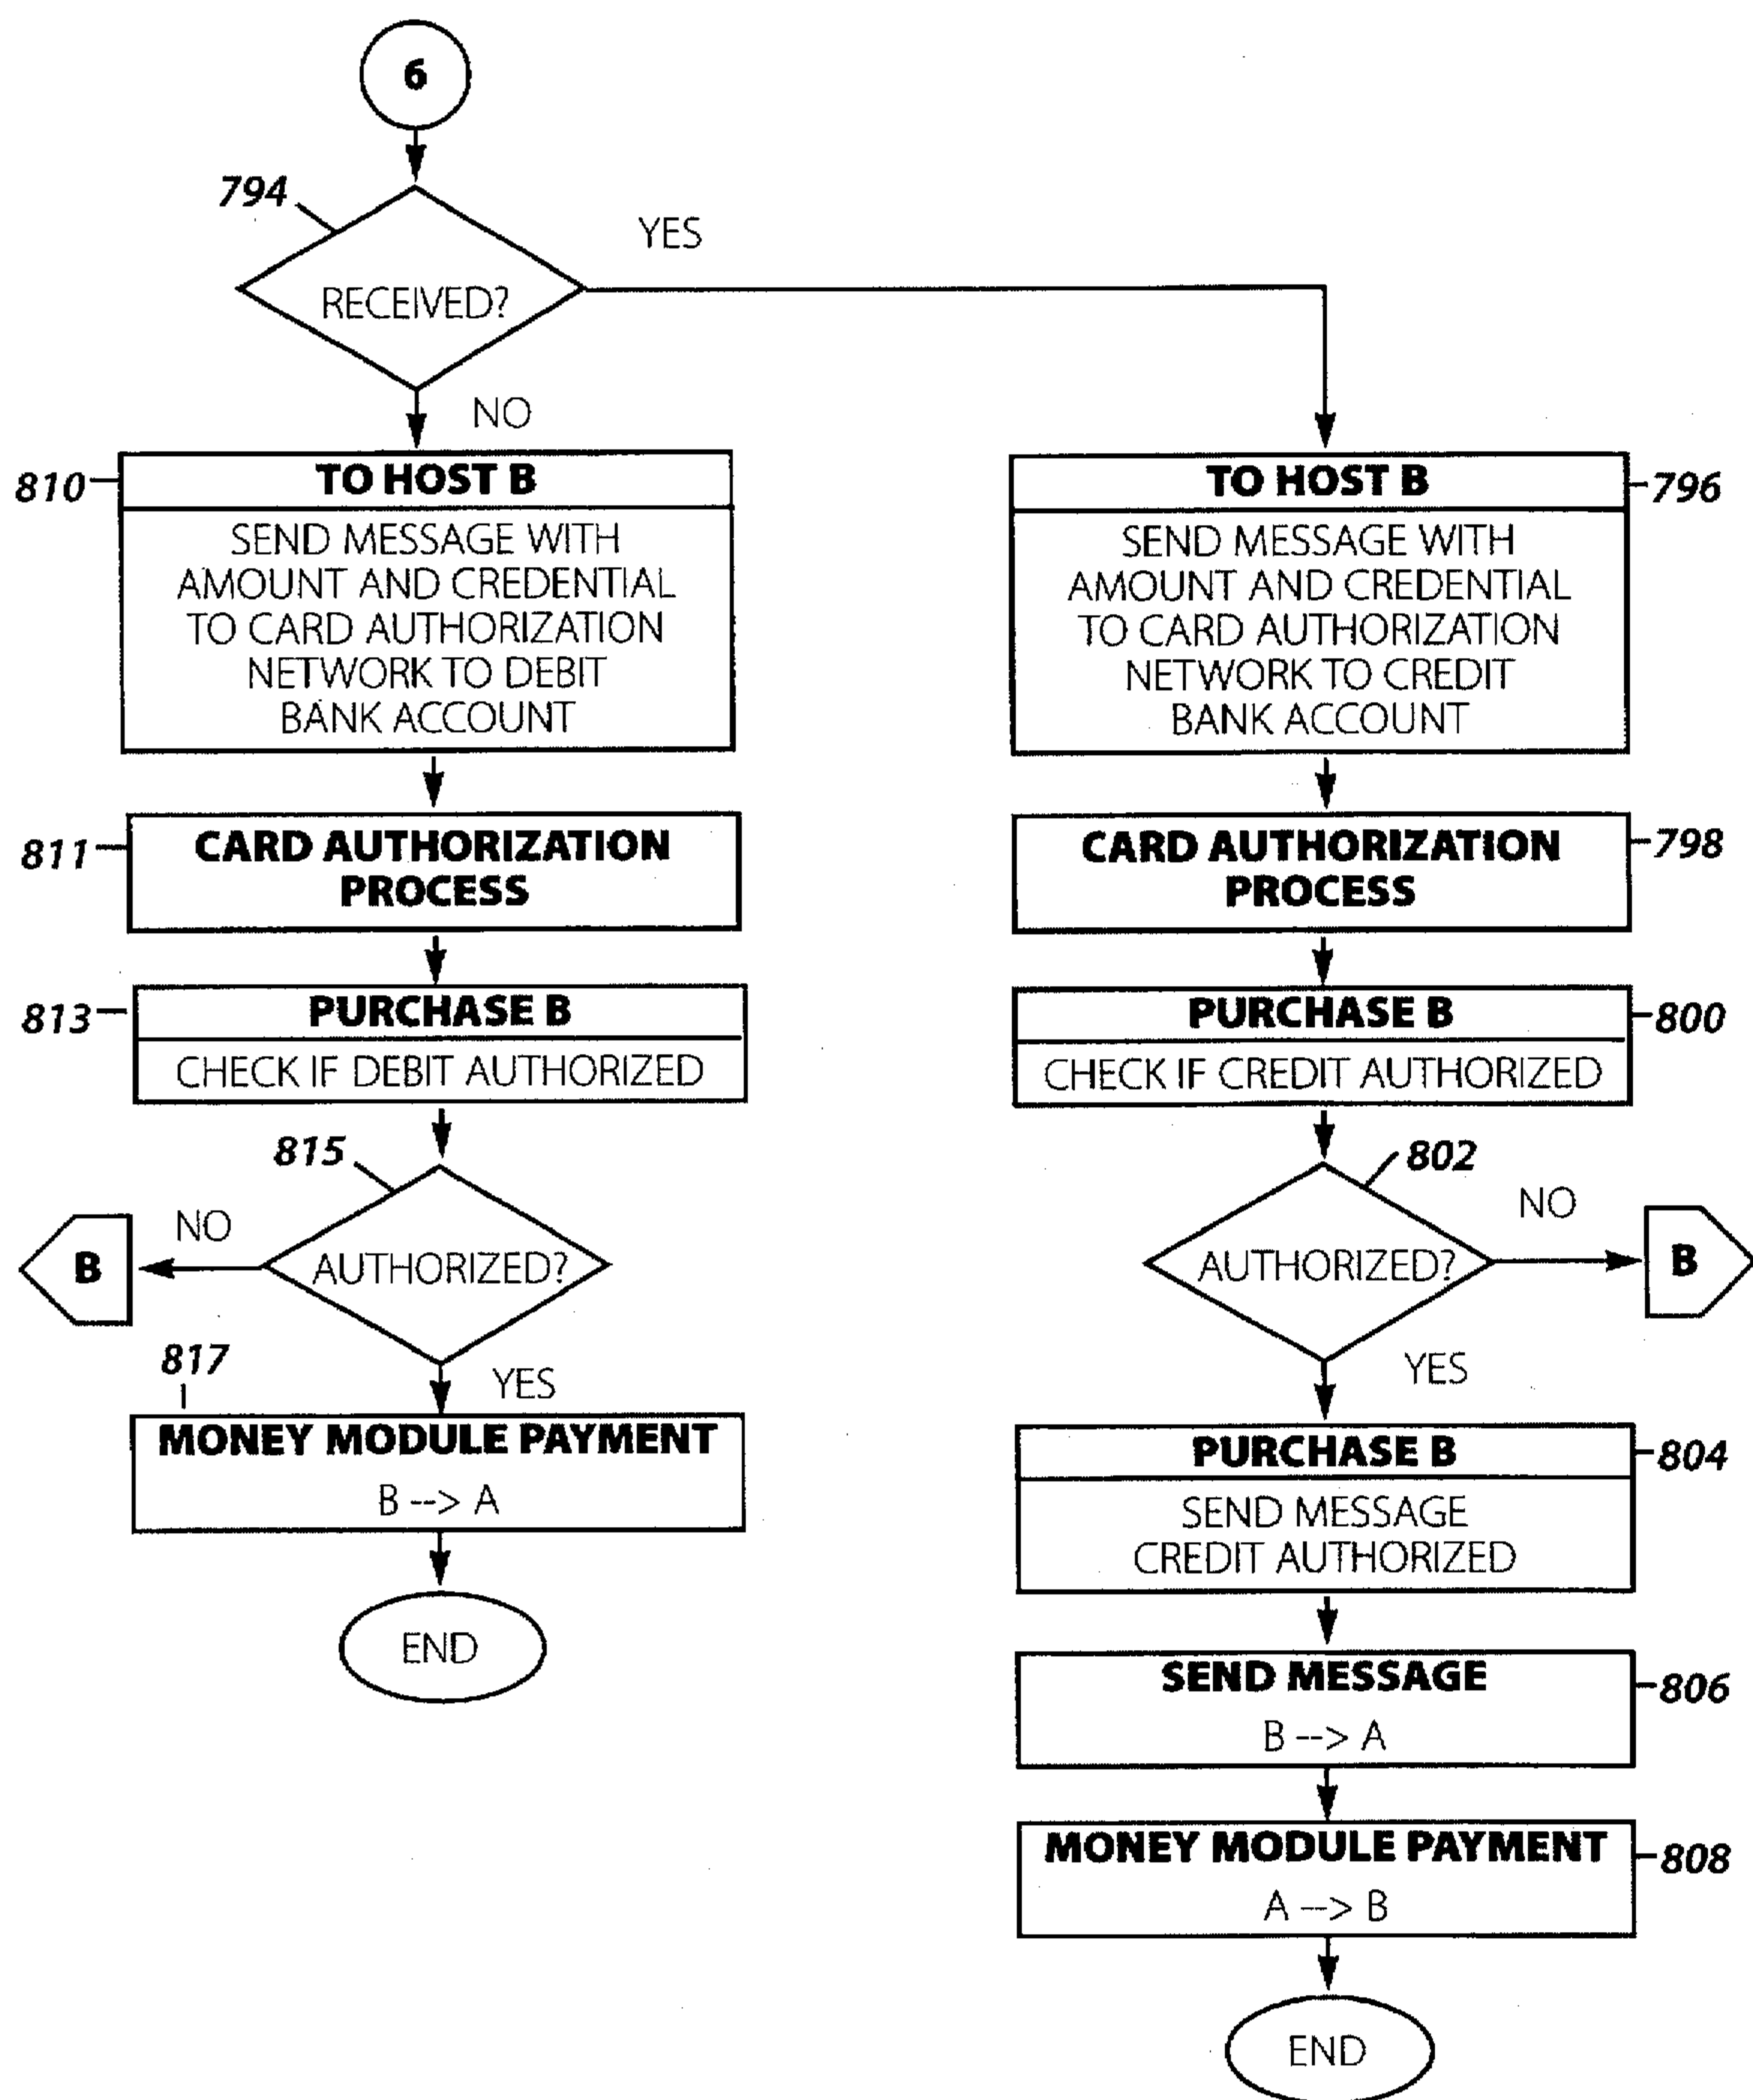 6
794
YES
RECEIVED?
NO
810
TO HOST B
SEND MESSAGE WITH
AMOUNT AND CREDENTIAL
TO CARD AUTHORIZATION
NETWORK TO DEBIT
BANK ACCOUNT
811
CARD AUTHORIZATION
PROCESS
813
PURCHASE B
CHECK IF DEBIT AUTHORIZED
815
NO
B
AUTHORIZED?
817
YES
MONEY MODULE PAYMENT
B --> A
END
TO HOST B
796
SEND MESSAGE WITH
AMOUNT AND CREDENTIAL
TO CARD AUTHORIZATION
NETWORK TO CREDIT
BANK ACCOUNT
CARD AUTHORIZATION
PROCESS
798
PURCHASE B
800
CHECK IF CREDIT AUTHORIZED
802
NO
AUTHORIZED?
B
YES
PURCHASE B
804
SEND MESSAGE
CREDIT AUTHORIZED
SEND MESSAGE
806
B --> A
MONEY MODULE PAYMENT
808
A --> B
END